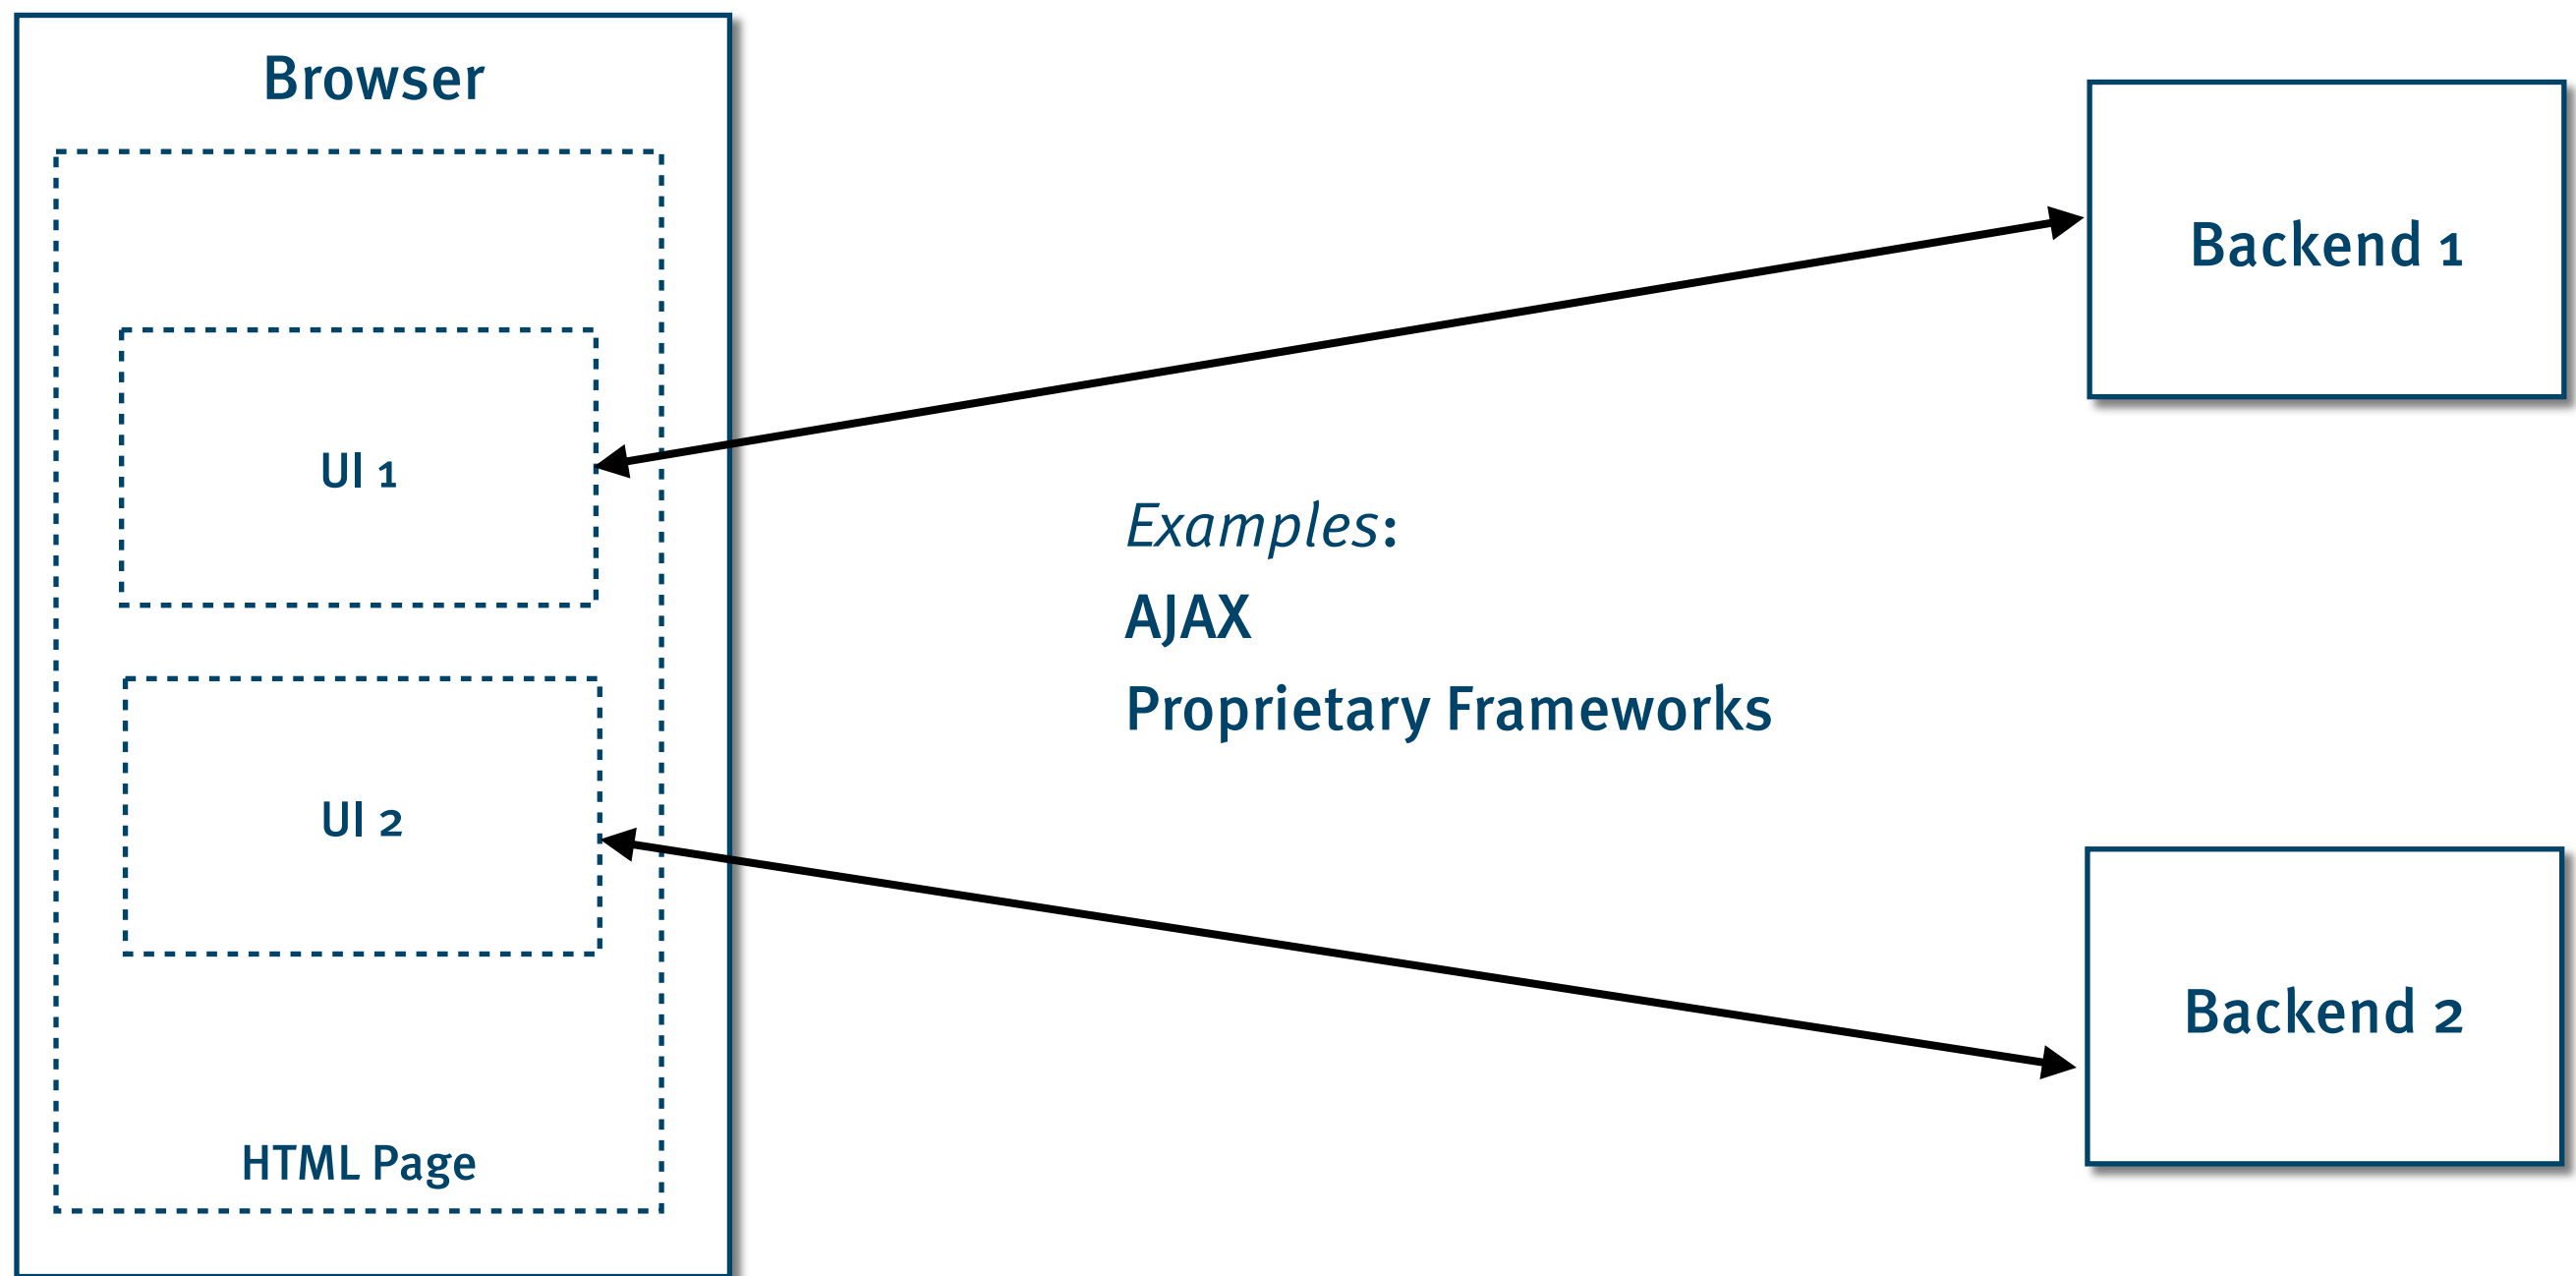 Browser
UI 1
UI 2
HTML Page
Examples:
AJAX
Proprietary Frameworks
Backend 1
Backend 2